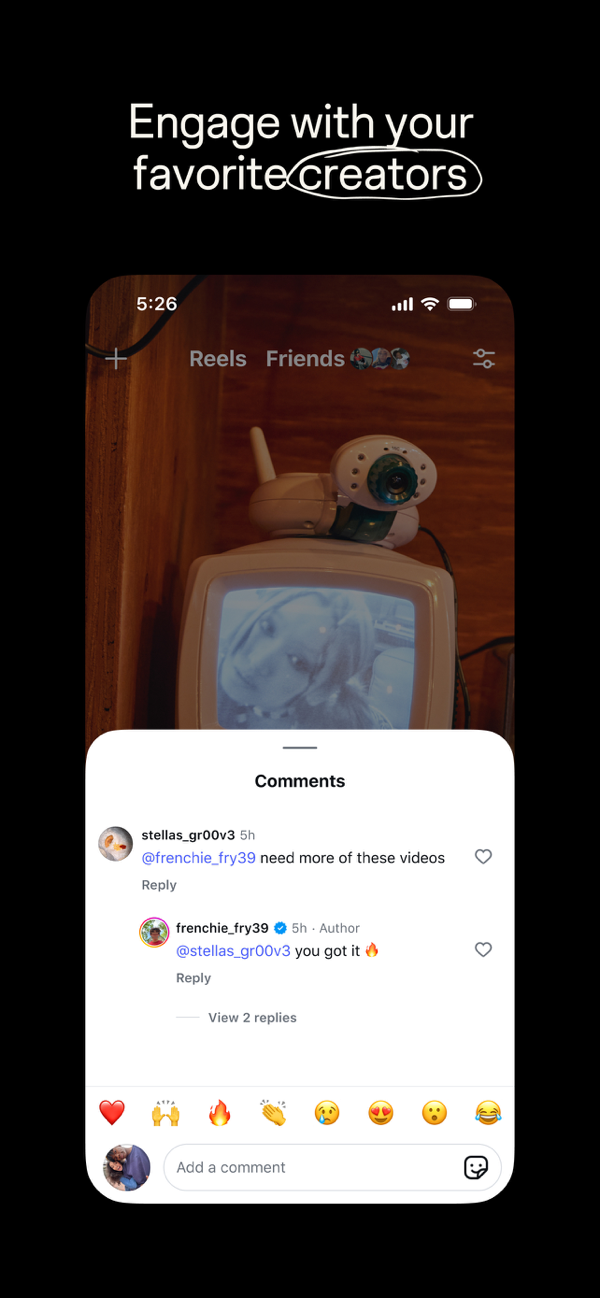 Engage with your
favorite creators
5:26
Reels Friends
Comments
stellas_gr00v3 5h
@frenchie_fry39 need more of these videos
Reply
frenchie_fry39 5h · Author
@stellas_gr00v3 you got it 🔥
Reply
View 2 replies
❤️ 🙌 🔥 👏 😢 😍 😮 😂
Add a comment